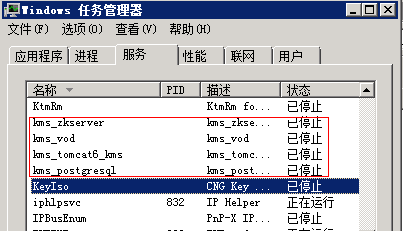 Windows 任务管理器
文件(F) 选项(O) 查看(V) 帮助(H)
应用程序 进程 服务 性能 联网 用户
名称 PID 描述 状态
KtmRm KtmRm fo... 已停止
kms_zkserver kms_zkse... 已停止
kms_vod kms_vod 已停止
kms_tomcat6_kms kms_tomc... 已停止
kms_postgresql kms_post... 已停止
KeyIso CNG Key ... 已停止
iphlpsvc 832 IP Helper 正在运行
IPBusEnum PnP-X IP... 已停止